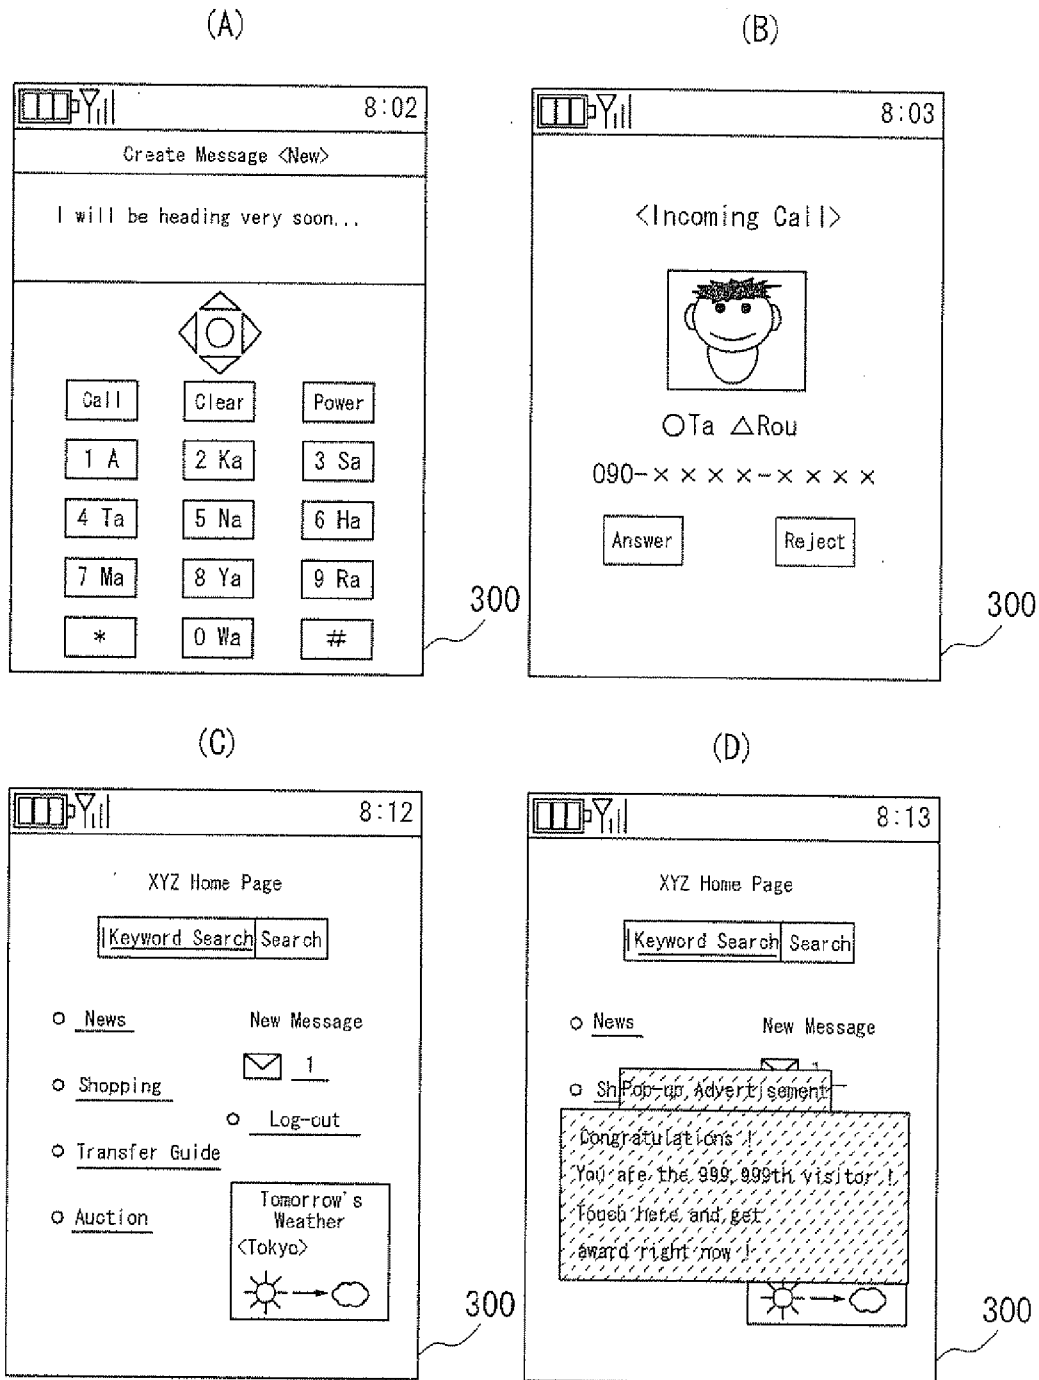 (A)
8:02
Create Message <New>
I will be heading very soon...
Call Clear Power
1 A 2 Ka 3 Sa
4 Ta 5 Na 6 Ha
7 Ma 8 Ya 9 Ra
* 0 Wa #
300
(B)
8:03
<Incoming Call>
○Ta △Rou
090-××××-××××
Answer Reject
300
(C)
8:12
XYZ Home Page
Keyword Search Search
News
Shopping
Transfer Guide
Auction
New Message
1
Log-out
Tomorrow's
Weather
<Tokyo>
300
(D)
8:13
XYZ Home Page
Keyword Search Search
News
New Message
1
Sh
Pop-up Advertisement
Congratulations !
You are the 999,999th visitor !
Touch here and get
award right now !
300